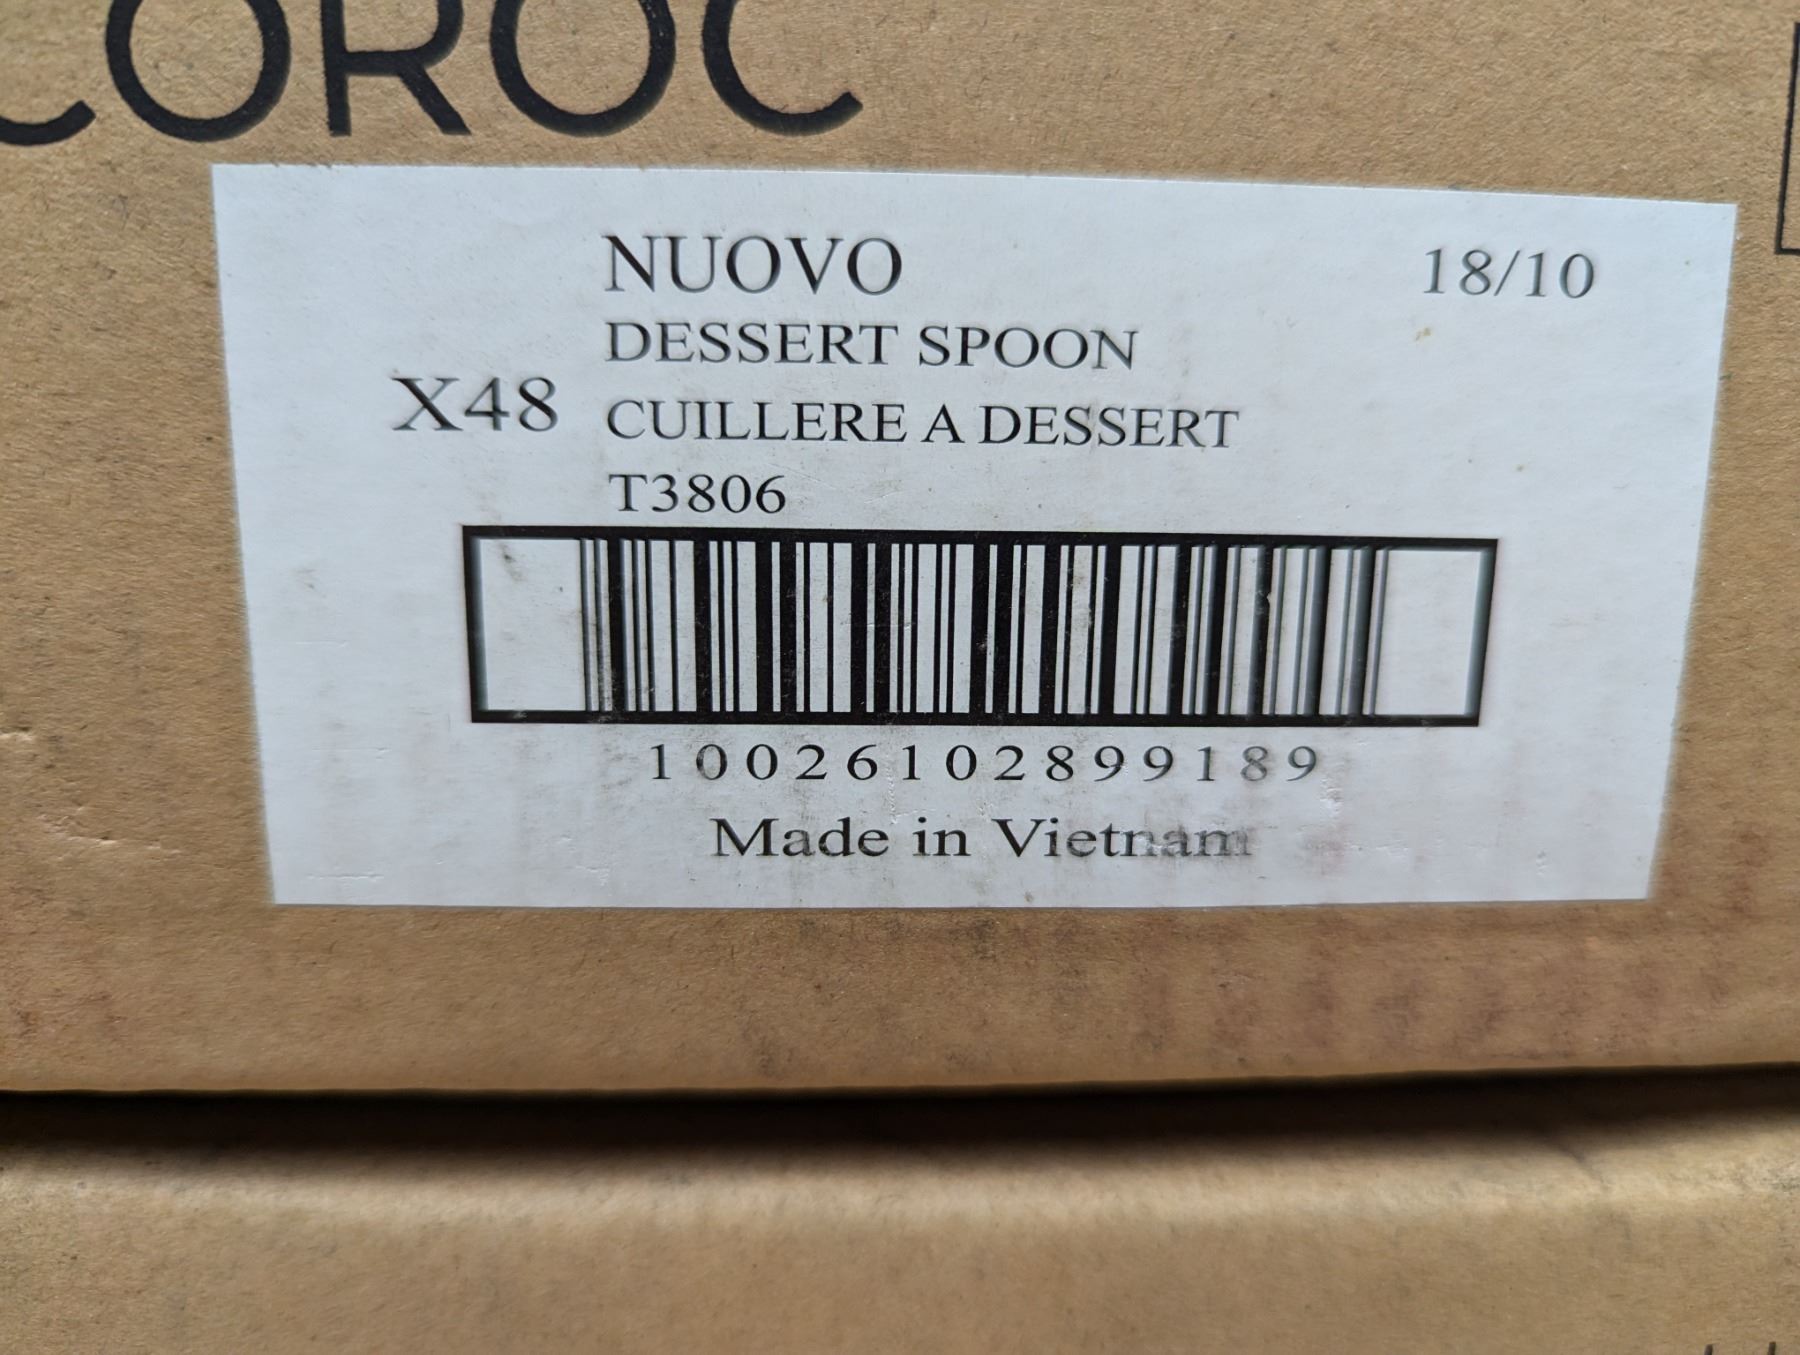 COROC
NUOVO 18/10
DESSERT SPOON
X48 CUILLERE A DESSERT
T3806
10026102899189
Made in Vietnam